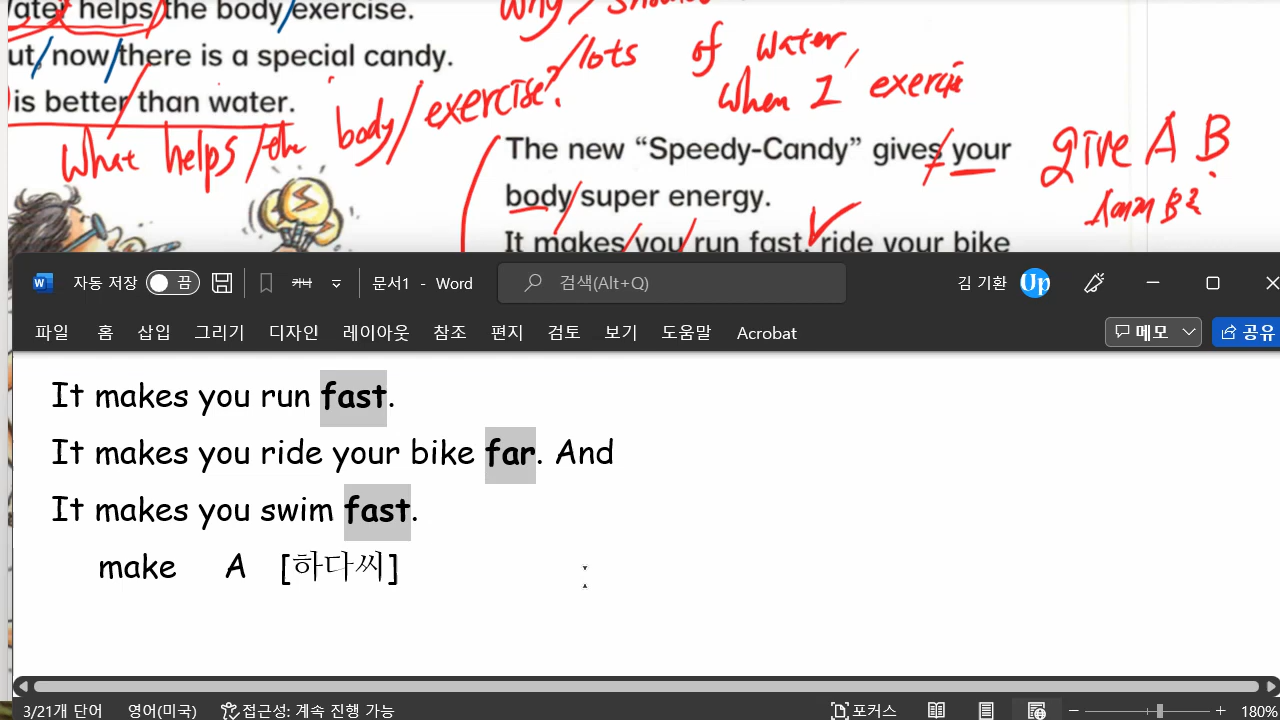 ater helps the body exercise.
ut, now there is a special candy.
is better than water.
What helps the body exercise?
Why should
lots of water,
when I exercise
The new “Speedy-Candy” gives your
body super energy.
It makes you run fast, ride your bike
give A B
자동 저장 끔 가나 문서1 - Word 검색(Alt+Q) 김 기환 Up
파일 홈 삽입 그리기 디자인 레이아웃 참조 편지 검토 보기 도움말 Acrobat 메모 공유
It makes you run fast.
It makes you ride your bike far. And
It makes you swim fast.
make A [하다씨]
3/21개 단어 영어(미국) 접근성: 계속 진행 가능 포커스 180%